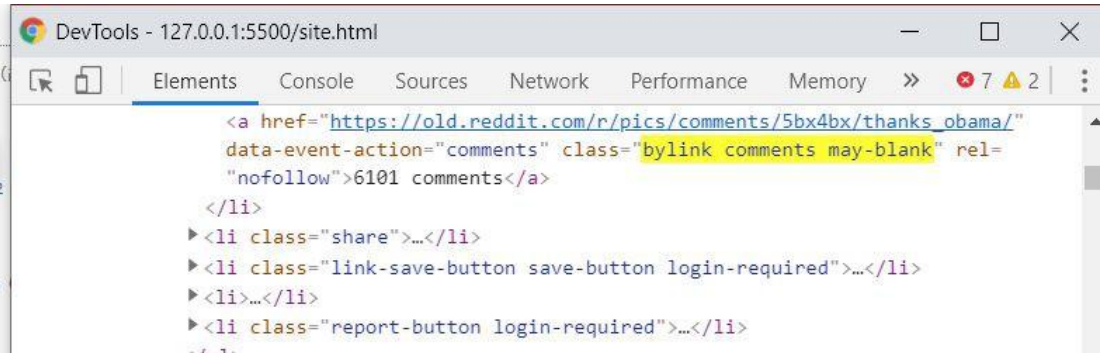 DevTools - 127.0.0.1:5500/site.html
Elements Console Sources Network Performance Memory » 7 2
<a href="https://old.reddit.com/r/pics/comments/5bx4bx/thanks_obama/"
data-event-action="comments" class="bylink comments may-blank" rel=
"nofollow">6101 comments</a>
</li>
<li class="share">…</li>
<li class="link-save-button save-button login-required">…</li>
<li>…</li>
<li class="report-button login-required">…</li>